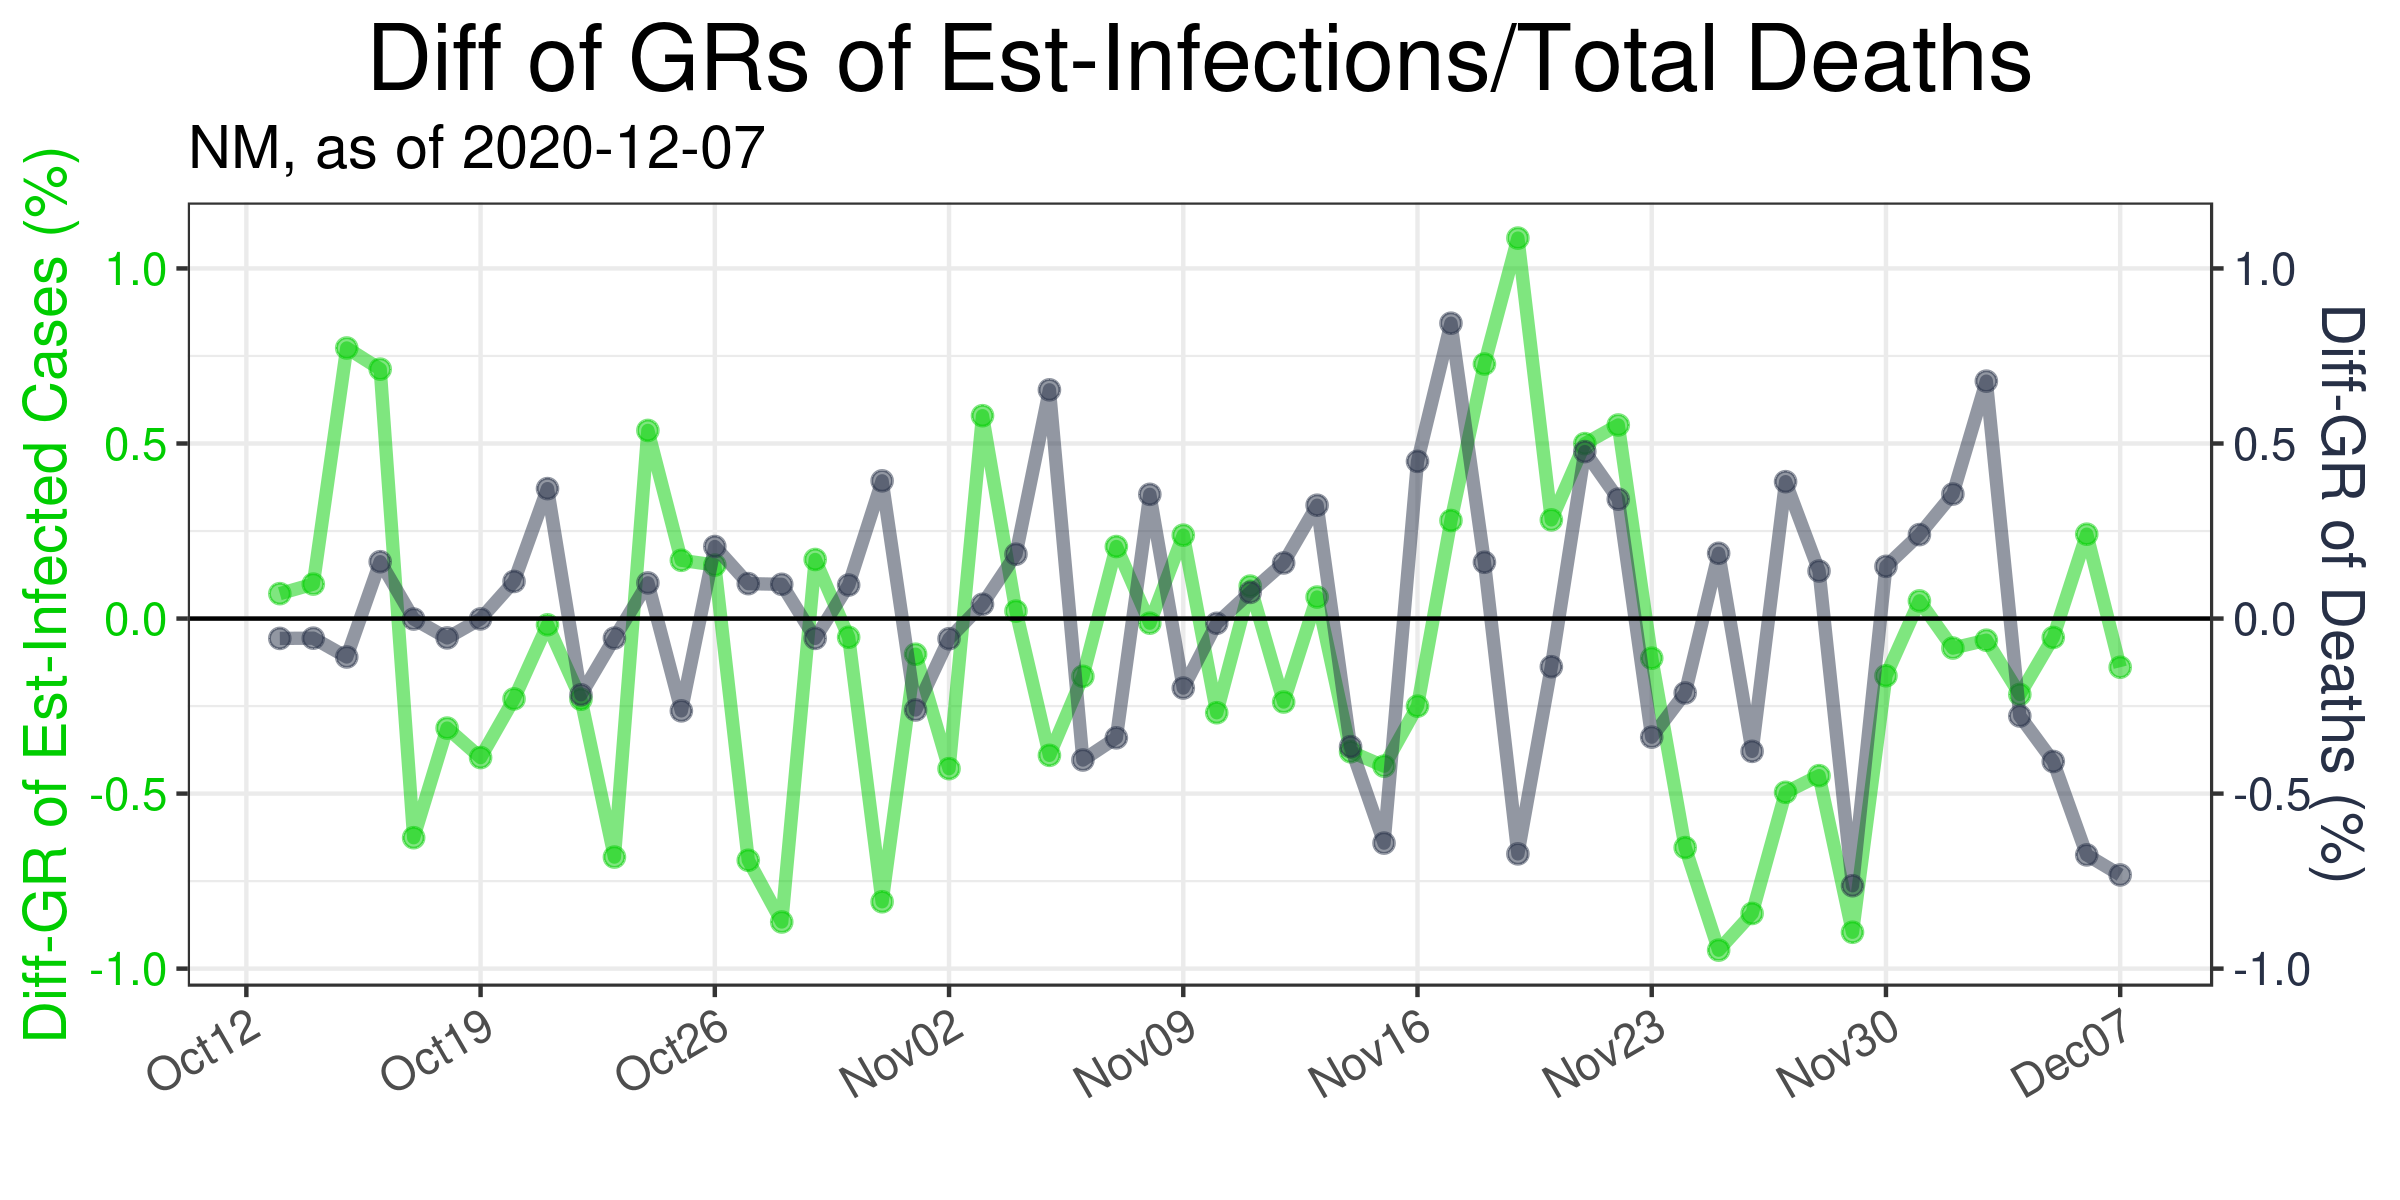 Diff of GRs of Est-Infections/Total Deaths
NM, as of 2020-12-07
Diff-GR of Est-Infected Cases (%)
1.0
0.5
0.0
-0.5
-1.0
1.0
0.5
0.0
-0.5
-1.0
Diff-GR of Deaths (%)
Oct12
Oct19
Oct26
Nov02
Nov09
Nov16
Nov23
Nov30
Dec07